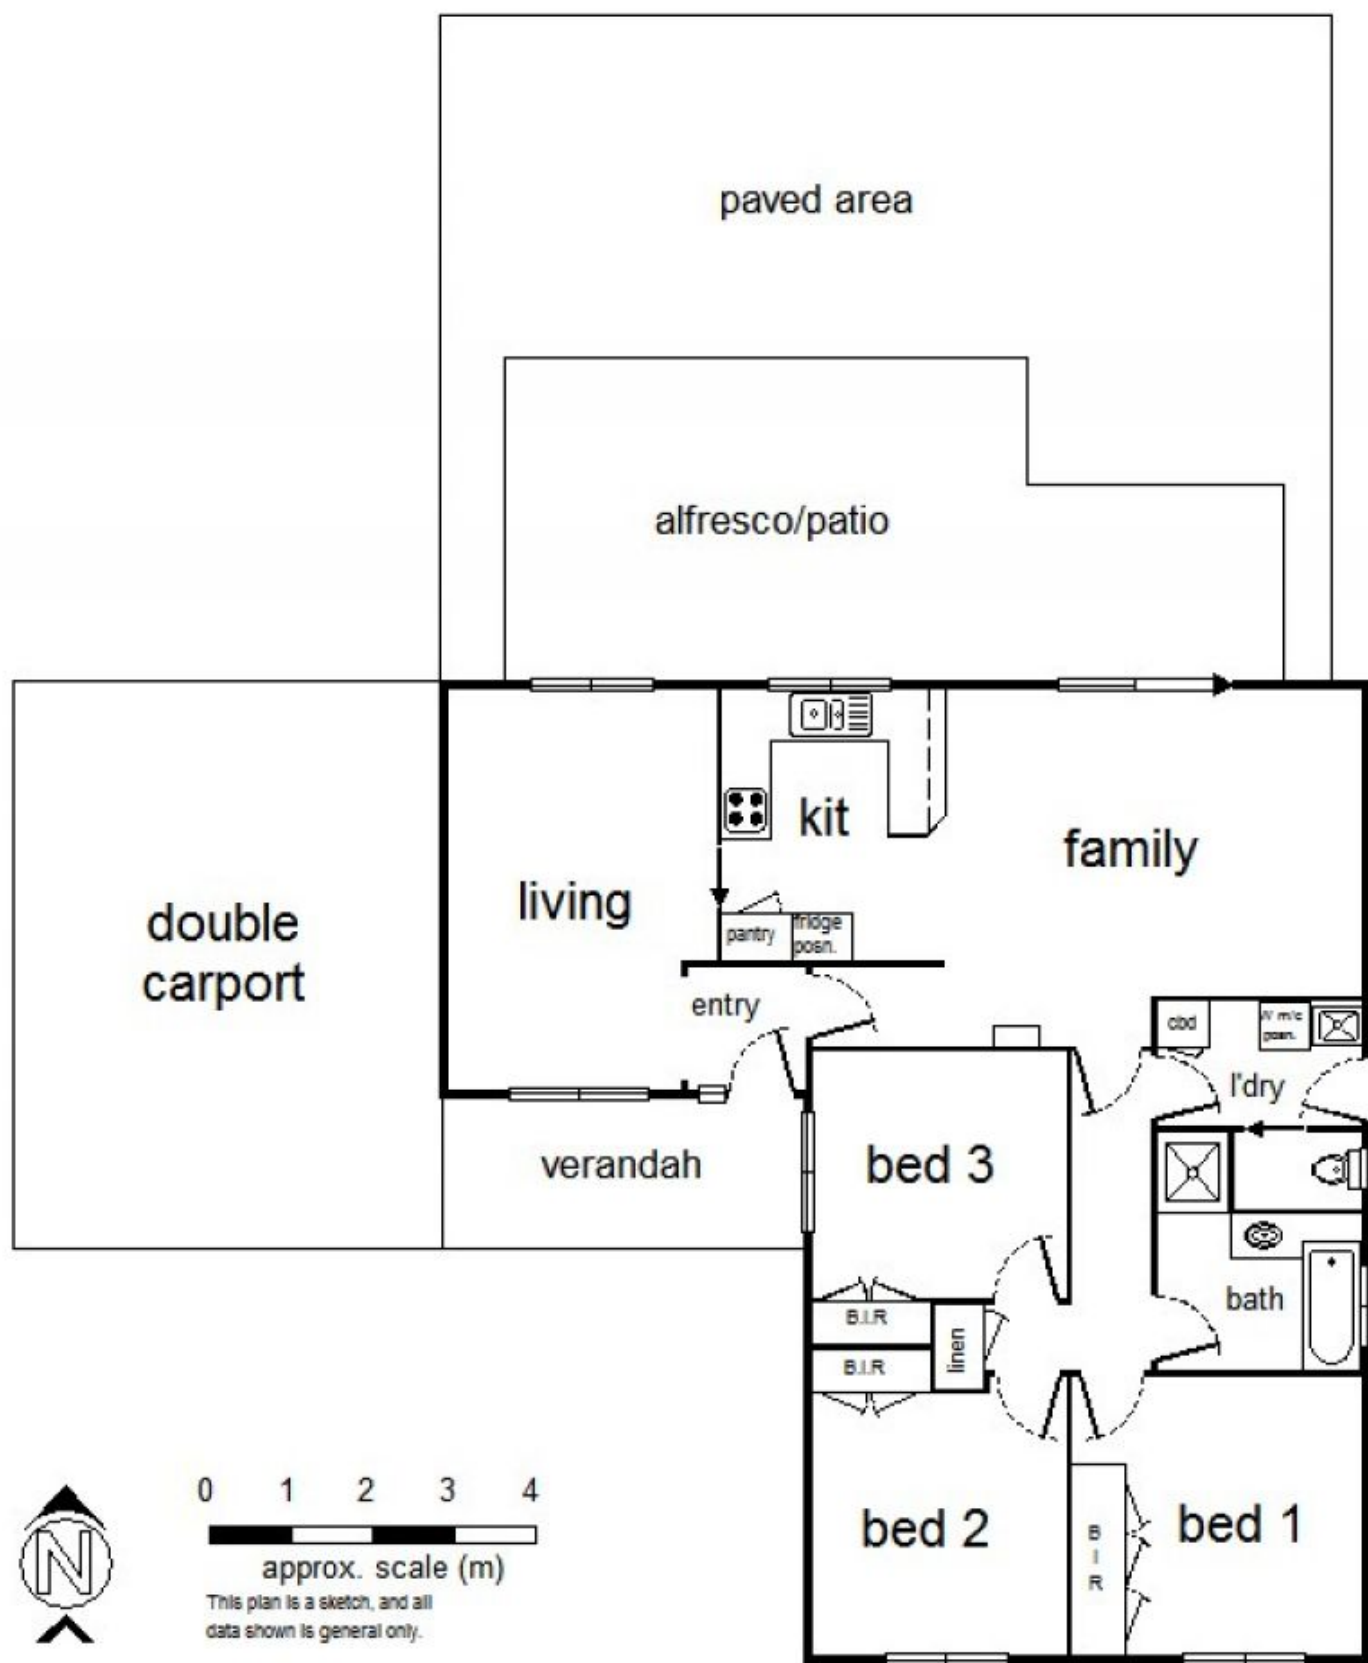 paved area
alfresco/patio
kit
family
living
double
carport
pantry
fridge
posn.
entry
cbd
m/c
posn.
l'dry
verandah
bed 3
bath
B.I.R
linen
B.I.R
0 1 2 3 4
approx. scale (m)
This plan is a sketch, and all
data shown is general only.
N
bed 2
bed 1
B
I
R